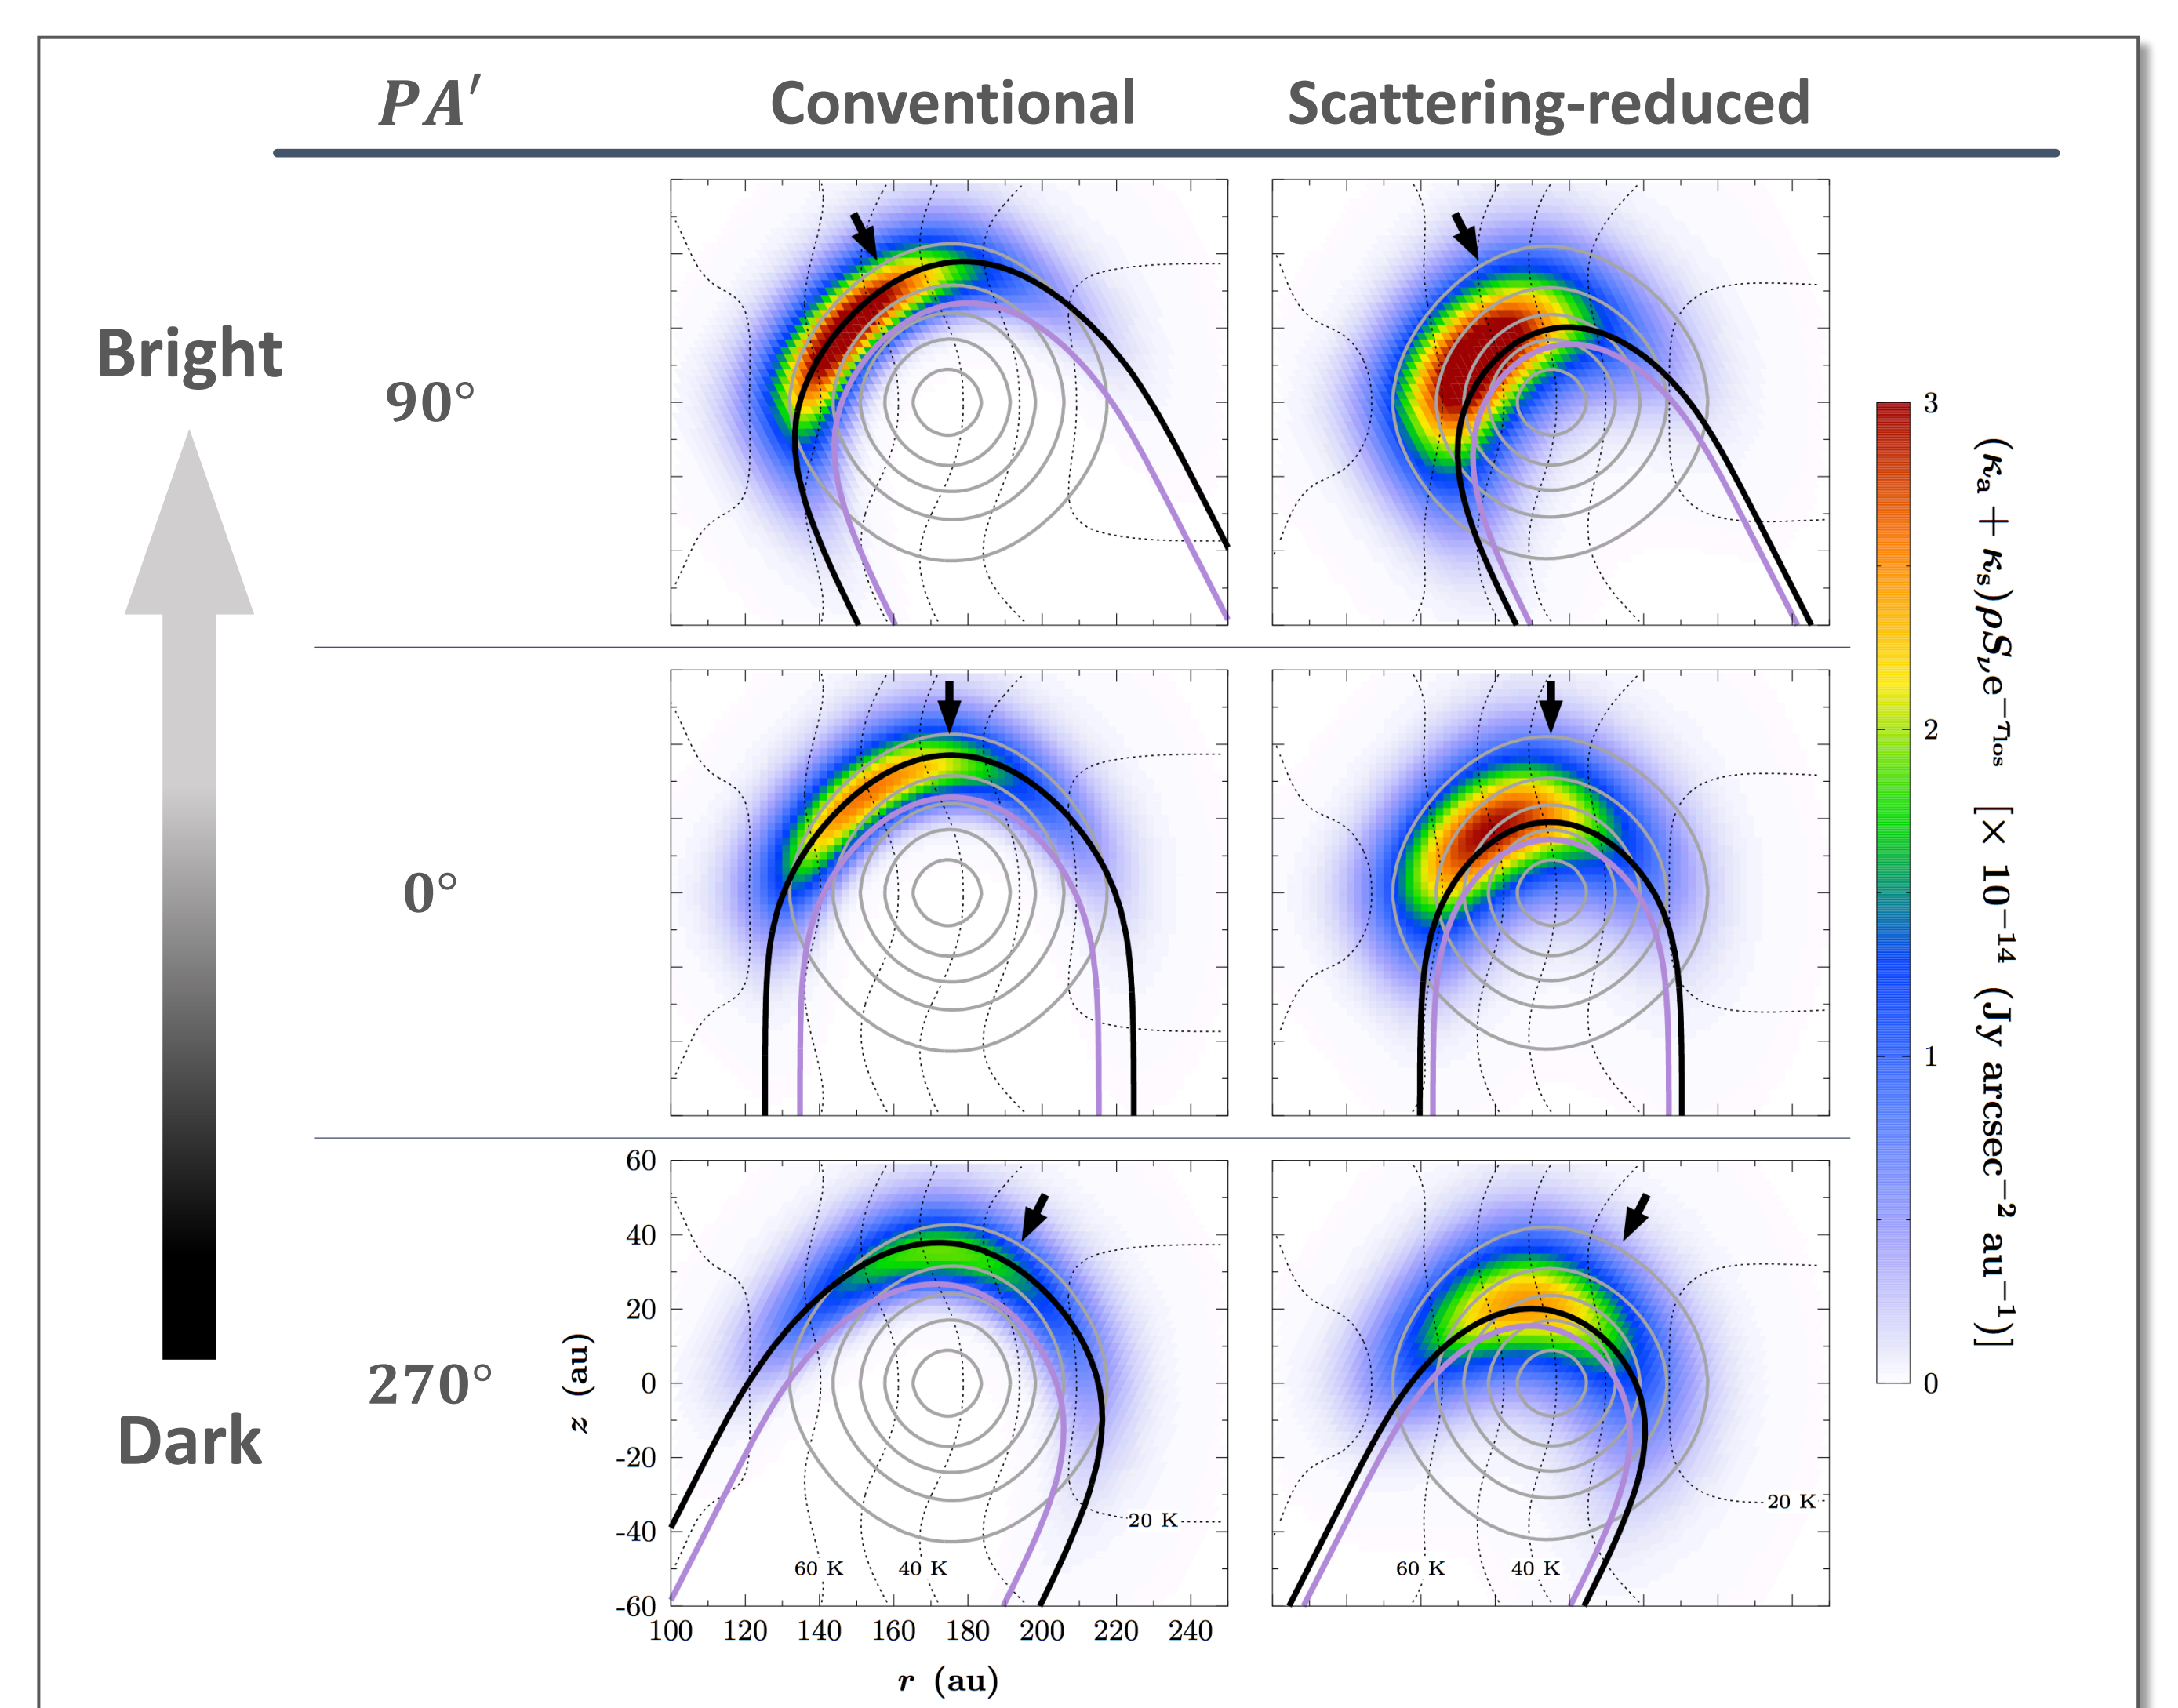 PA′ Conventional Scattering-reduced
Bright
90°
0°
270°
Dark
60
40
20
0
-20
-40
-60
z (au)
60 K 40 K 20 K
60 K 40 K 20 K
100 120 140 160 180 200 220 240
r (au)
3
2
1
0
(κa + κs)ρSνe−τlos [× 10−14 (Jy arcsec−2 au−1)]